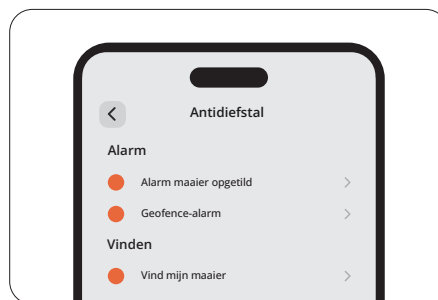 Antidiefstal
Alarm
Alarm maaier opgetild
Geofence-alarm
Vinden
Vind mijn maaier